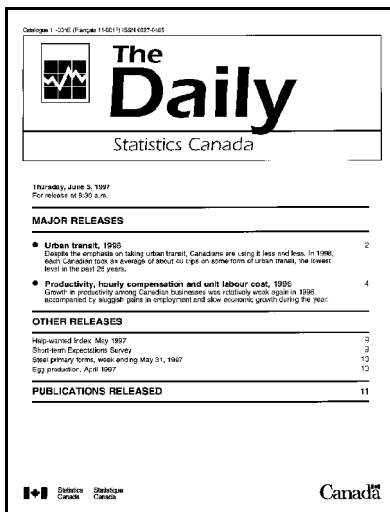 Catalogue 11-001E (Français 11-001F) ISSN 0827-0465
The
Daily
Statistics Canada
Thursday, June 5, 1997
For release at 8:30 a.m.
MAJOR RELEASES
● Urban transit, 1996 2
Despite the emphasis on taking urban transit, Canadians are using it less and less. In 1996,
each Canadian took an average of about 40 trips on some form of urban transit, the lowest
level in the past 25 years.
● Productivity, hourly compensation and unit labour cost, 1996 4
Growth in productivity among Canadian businesses was relatively weak again in 1996
accompanied by sluggish gains in employment and slow economic growth during the year.
OTHER RELEASES
Help-wanted Index, May 1997 9
Short-term Expectations Survey 9
Steel primary forms, week ending May 31, 1997 10
Egg production, April 1997 10
PUBLICATIONS RELEASED 11
Statistics Statistique
Canada Canada
Canada